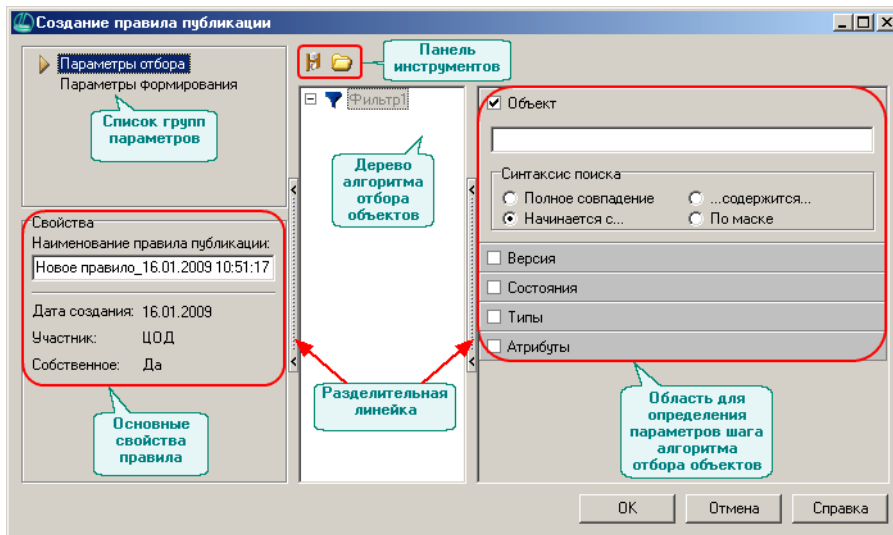 Создание правила публикации
Параметры отбора
Параметры формирования
Список групп
параметров
Панель
инструментов
Фильтр1
Дерево
алгоритма
отбора
объектов
Объект
Синтаксис поиска
Полное совпадение
...содержится...
Начинается с...
По маске
Версия
Состояния
Типы
Атрибуты
Свойства
Наименование правила публикации:
Новое правило_16.01.2009 10:51:17
Дата создания: 16.01.2009
Участник: ЦОД
Собственное: Да
Основные
свойства
правила
Разделительная
линейка
Область для
определения
параметров шага
алгоритма
отбора объектов
OK
Отмена
Справка